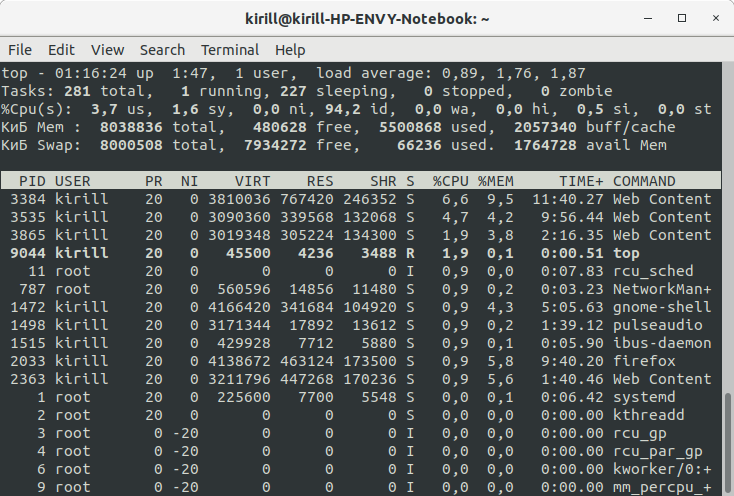 kirill@kirill-HP-ENVY-Notebook: ~
File Edit View Search Terminal Help
top - 01:16:24 up  1:47,  1 user,  load average: 0,89, 1,76, 1,87
Tasks: 281 total,   1 running, 227 sleeping,   0 stopped,   0 zombie
%Cpu(s):  3,7 us,  1,6 sy,  0,0 ni, 94,2 id,  0,0 wa,  0,0 hi,  0,5 si,  0,0 st
КиБ Mem :  8038836 total,   480628 free,  5500868 used,  2057340 buff/cache
КиБ Swap:  8000508 total,  7934272 free,    66236 used.  1764728 avail Mem
PID USER      PR  NI    VIRT    RES    SHR S  %CPU %MEM     TIME+ COMMAND
3384 kirill    20   0 3810036 767420 246352 S   6,6  9,5  11:40.27 Web Content
3535 kirill    20   0 3090360 339568 132068 S   4,7  4,2   9:56.44 Web Content
3865 kirill    20   0 3019348 305224 134300 S   1,9  3,8   2:16.35 Web Content
9044 kirill    20   0   45500   4236   3488 R   1,9  0,1   0:00.51 top
11 root      20   0       0      0      0 I   0,9  0,0   0:07.83 rcu_sched
787 root      20   0  560596  14856  11480 S   0,9  0,2   0:03.23 NetworkMan+
1472 kirill    20   0 4166420 341684 104920 S   0,9  4,3   5:05.63 gnome-shell
1498 kirill    20   0 3171344  17892  13612 S   0,9  0,2   1:39.12 pulseaudio
1515 kirill    20   0  429928   7712   5880 S   0,9  0,1   0:05.90 ibus-daemon
2033 kirill    20   0 4138672 463124 173500 S   0,9  5,8   9:40.20 firefox
2363 kirill    20   0 3211796 447268 170236 S   0,9  5,6   1:40.46 Web Content
1 root      20   0  225600   7700   5548 S   0,0  0,1   0:06.42 systemd
2 root      20   0       0      0      0 S   0,0  0,0   0:00.00 kthreadd
3 root       0 -20       0      0      0 I   0,0  0,0   0:00.00 rcu_gp
4 root       0 -20       0      0      0 I   0,0  0,0   0:00.00 rcu_par_gp
6 root       0 -20       0      0      0 I   0,0  0,0   0:00.00 kworker/0:+
9 root       0 -20       0      0      0 I   0,0  0,0   0:00.00 mm_percpu_+